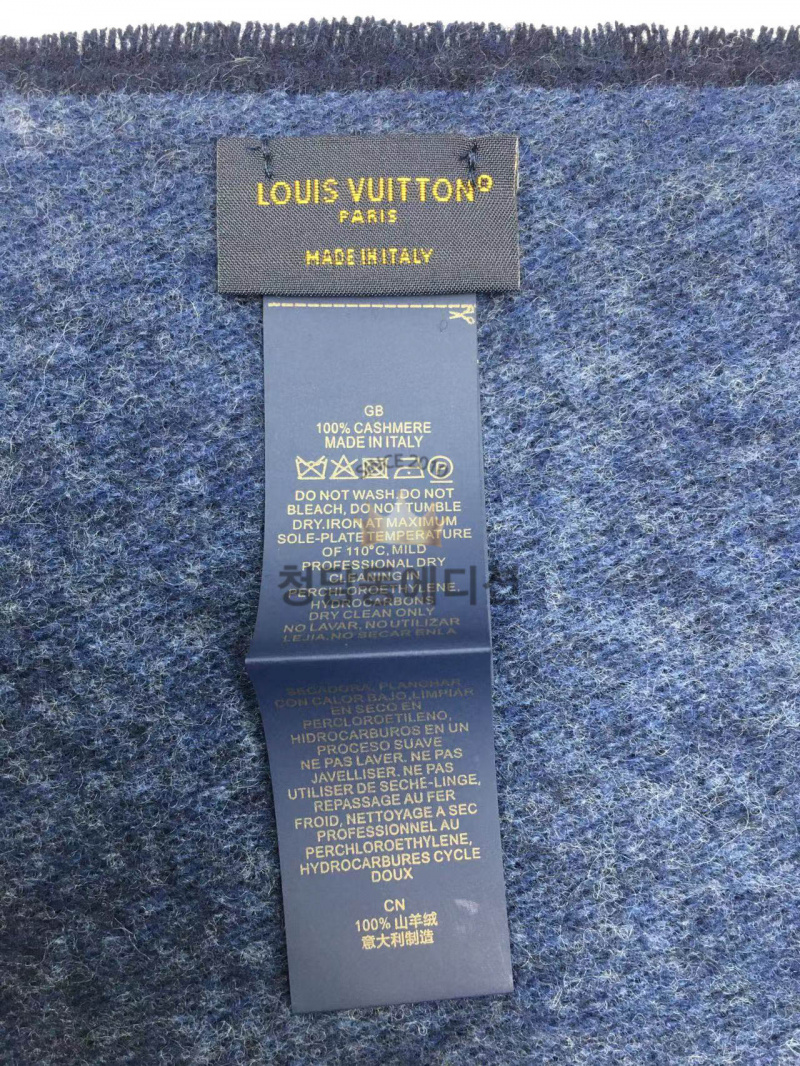 LOUIS VUITTON
PARIS
MADE IN ITALY
GB
100% CASHMERE
MADE IN ITALY
DO NOT WASH, DO NOT
BLEACH, DO NOT TUMBLE
DRY.IRON AT MAXIMUM
SOLE-PLATE TEMPERATURE
OF 110°C, MILD
PROFESSIONAL DRY
CLEANING IN
PERCHLOROETHYLENE,
HYDROCARBONS
DRY CLEAN ONLY
NO LAVAR, NO UTILIZAR
LEJIA,NO SECAR ENLA
SECADORA, PLANCHAR
CON CALOR BAJO,LIMPIAR
EN SECO EN
PERCLOROETILENO,
HIDROCARBUROS EN UN
PROCESO SUAVE
NE PAS LAVER, NE PAS
JAVELLISER, NE PAS
UTILISER DE SECHE-LINGE,
REPASSAGE AU FER
FROID, NETTOYAGE A SEC
PROFESSIONNEL AU
PERCHLOROETHYLENE,
HYDROCARBURES CYCLE
DOUX
CN
100% 山羊绒
意大利制造